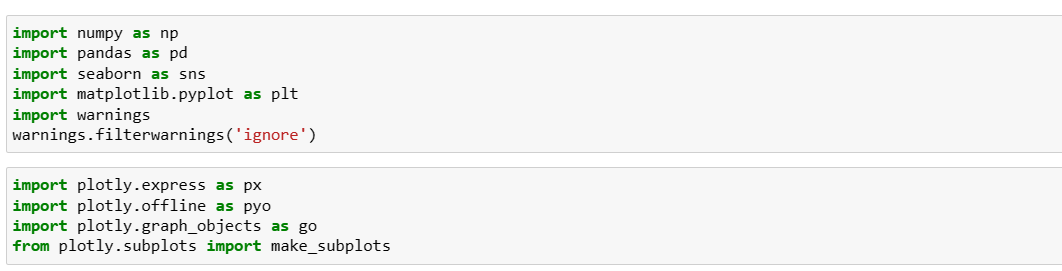 import numpy as np
import pandas as pd
import seaborn as sns
import matplotlib.pyplot as plt
import warnings
warnings.filterwarnings('ignore')
import plotly.express as px
import plotly.offline as pyo
import plotly.graph_objects as go
from plotly.subplots import make_subplots